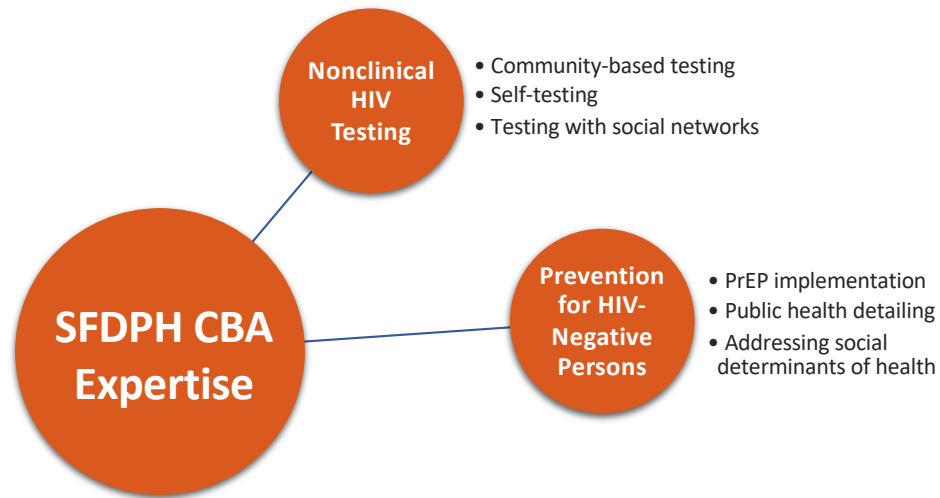 Nonclinical
HIV
Testing
• Community-based testing
• Self-testing
• Testing with social networks
SFDPH CBA
Expertise
Prevention
for HIV-
Negative
Persons
• PrEP implementation
• Public health detailing
• Addressing social
determinants of health